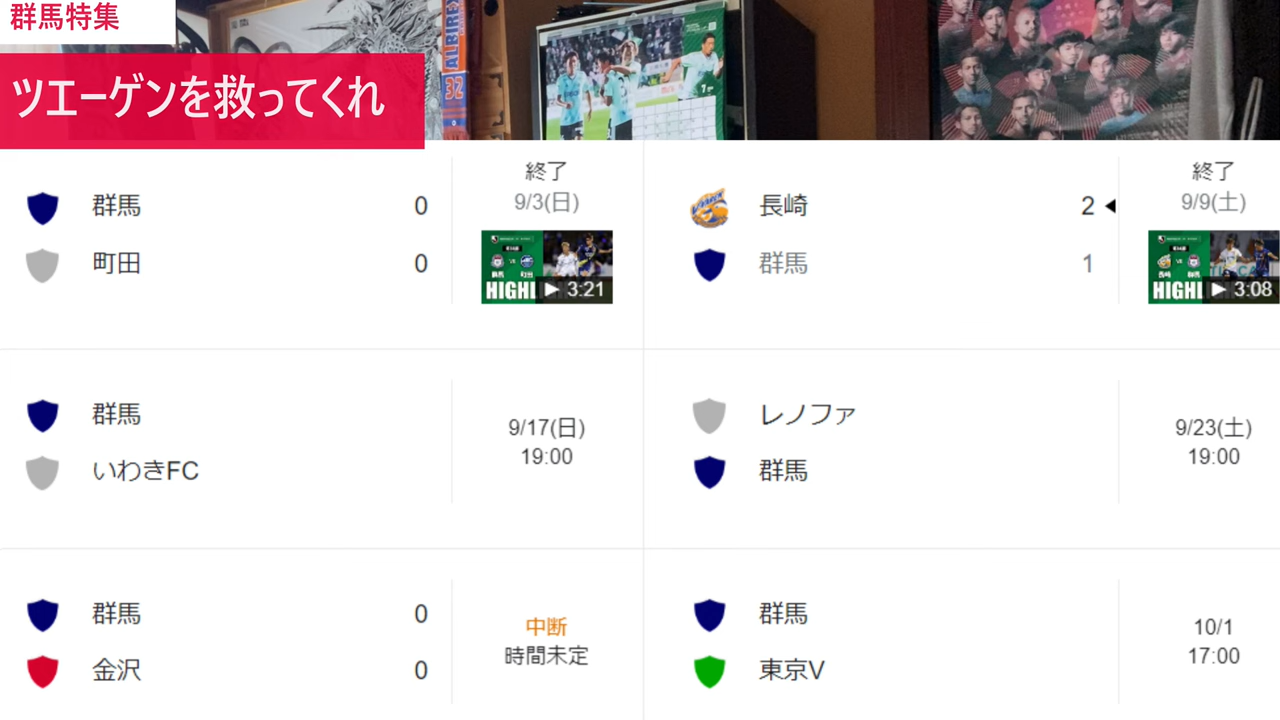 群馬特集
ツエーゲンを救ってくれ
ALBIRE
32
7
群馬 0
町田 0
終了
9/3(日)
HIGHL
3:21
長崎 2
群馬 1
終了
9/9(土)
HIGHL
3:08
群馬
いわきFC
9/17(日)
19:00
レノファ
群馬
9/23(土)
19:00
群馬 0
金沢 0
中断
時間未定
群馬
東京V
10/1
17:00